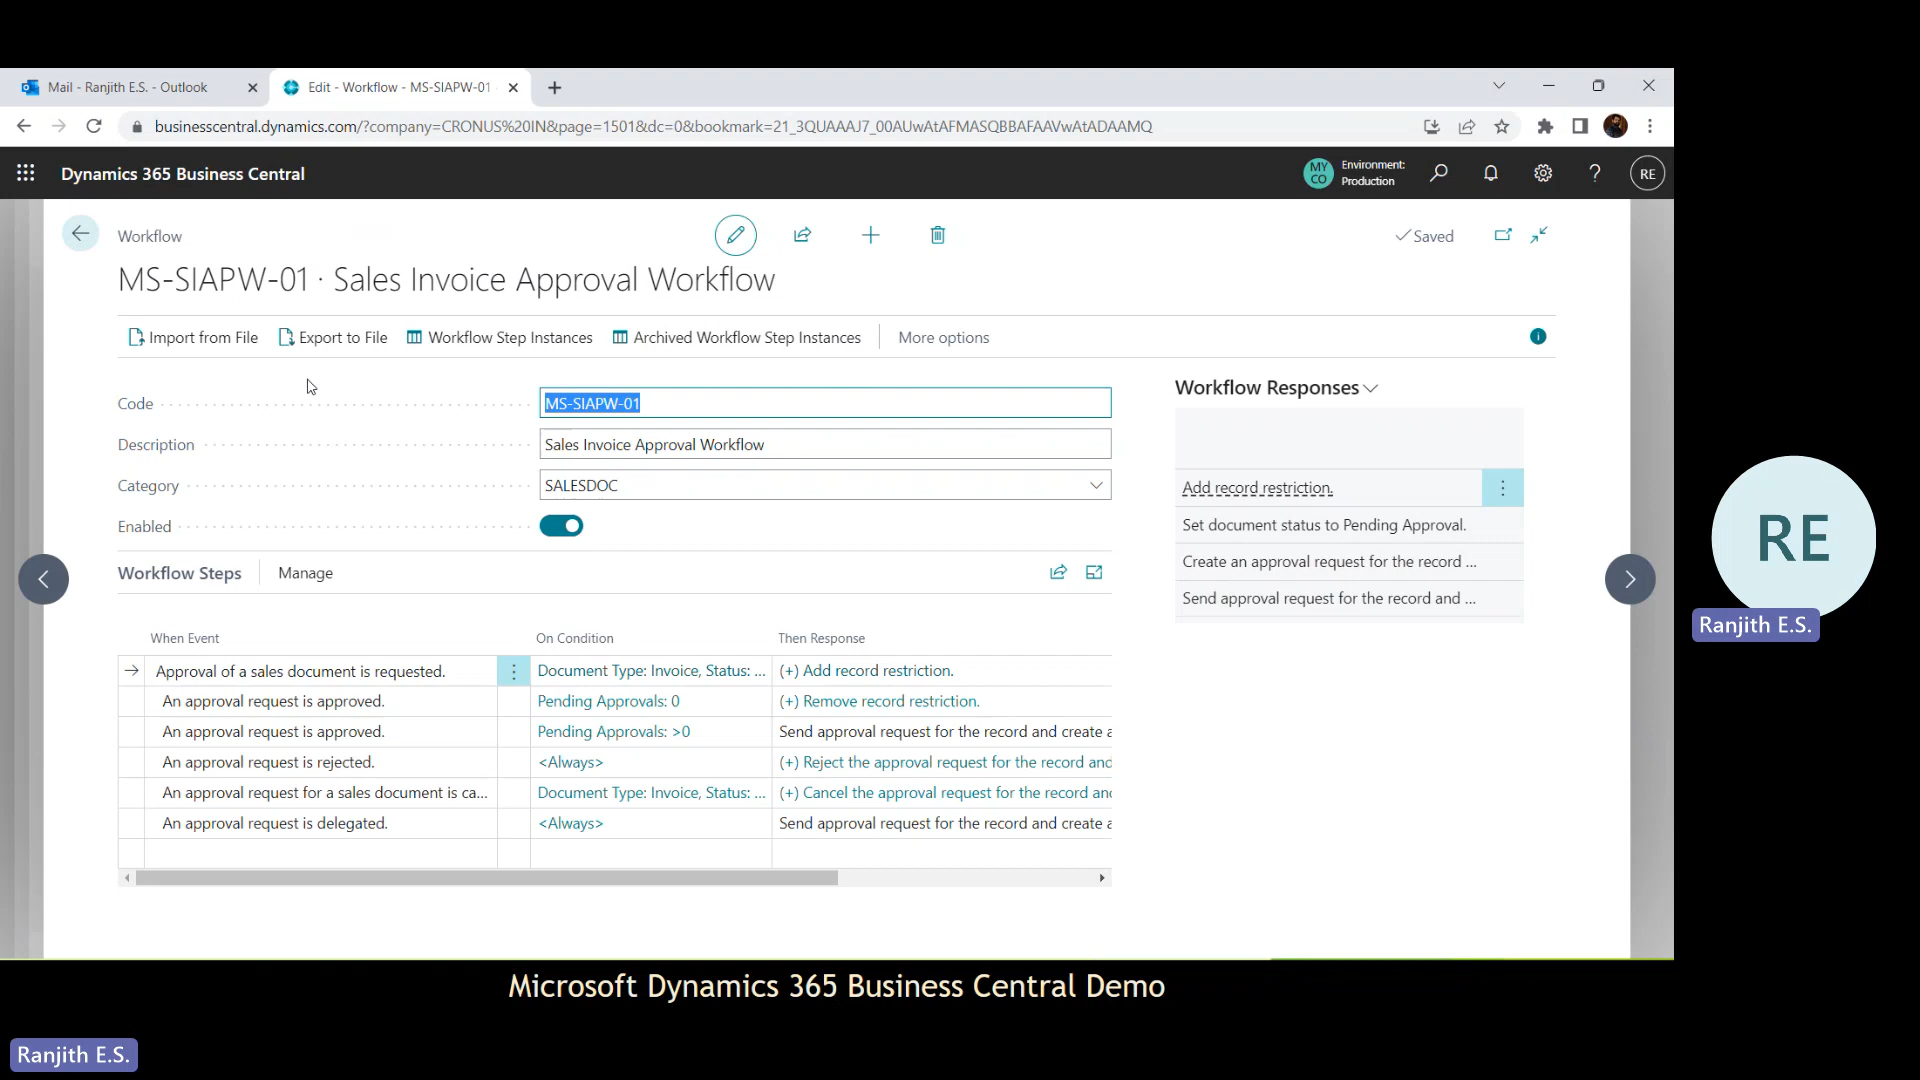 Mail - Ranjith E.S. - Outlook
Edit - Workflow - MS-SIAPW-01
businesscentral.dynamics.com/?company=CRONUS%20IN&page=1501&dc=0&bookmark=21_3QUAAAJ7_00AUwAtAFMASQBBAFAAVwAtADAAMQ
Dynamics 365 Business Central
MY CO
Environment:
Production
RE
Workflow
Saved
MS-SIAPW-01 · Sales Invoice Approval Workflow
Import from File
Export to File
Workflow Step Instances
Archived Workflow Step Instances
More options
Code
MS-SIAPW-01
Description
Sales Invoice Approval Workflow
Category
SALESDOC
Enabled
Workflow Responses
Add record restriction.
Set document status to Pending Approval.
Create an approval request for the record ...
Send approval request for the record and ...
Workflow Steps
Manage
When Event
On Condition
Then Response
Approval of a sales document is requested.
Document Type: Invoice, Status: ...
(+) Add record restriction.
An approval request is approved.
Pending Approvals: 0
(+) Remove record restriction.
An approval request is approved.
Pending Approvals: >0
Send approval request for the record and create a
An approval request is rejected.
<Always>
(+) Reject the approval request for the record and
An approval request for a sales document is ca...
Document Type: Invoice, Status: ...
(+) Cancel the approval request for the record and
An approval request is delegated.
<Always>
Send approval request for the record and create a
RE
Ranjith E.S.
Microsoft Dynamics 365 Business Central Demo
Ranjith E.S.